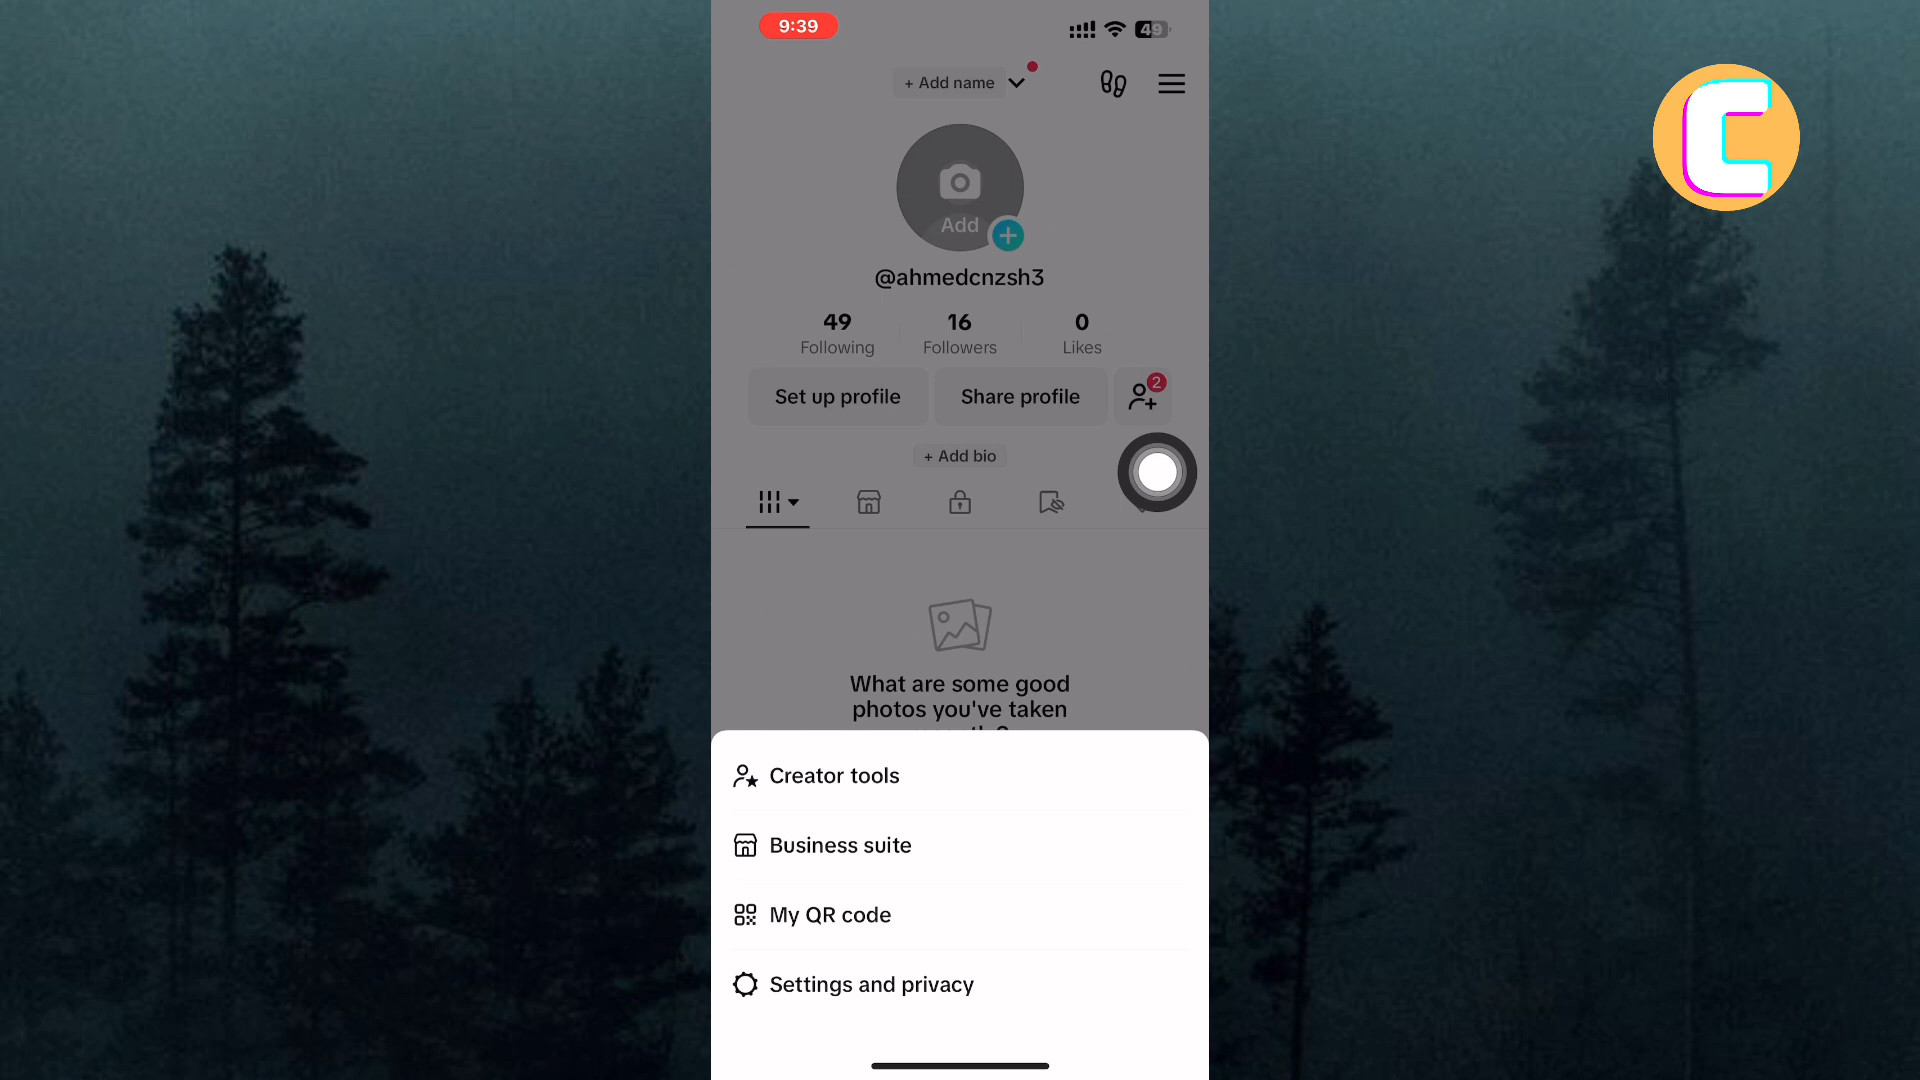 9:39
49
+ Add name
C
Add
@ahmedcnzsh3
49 16 0
Following Followers Likes
Set up profile Share profile 2
+ Add bio
What are some good
photos you've taken
Creator tools
Business suite
My QR code
Settings and privacy